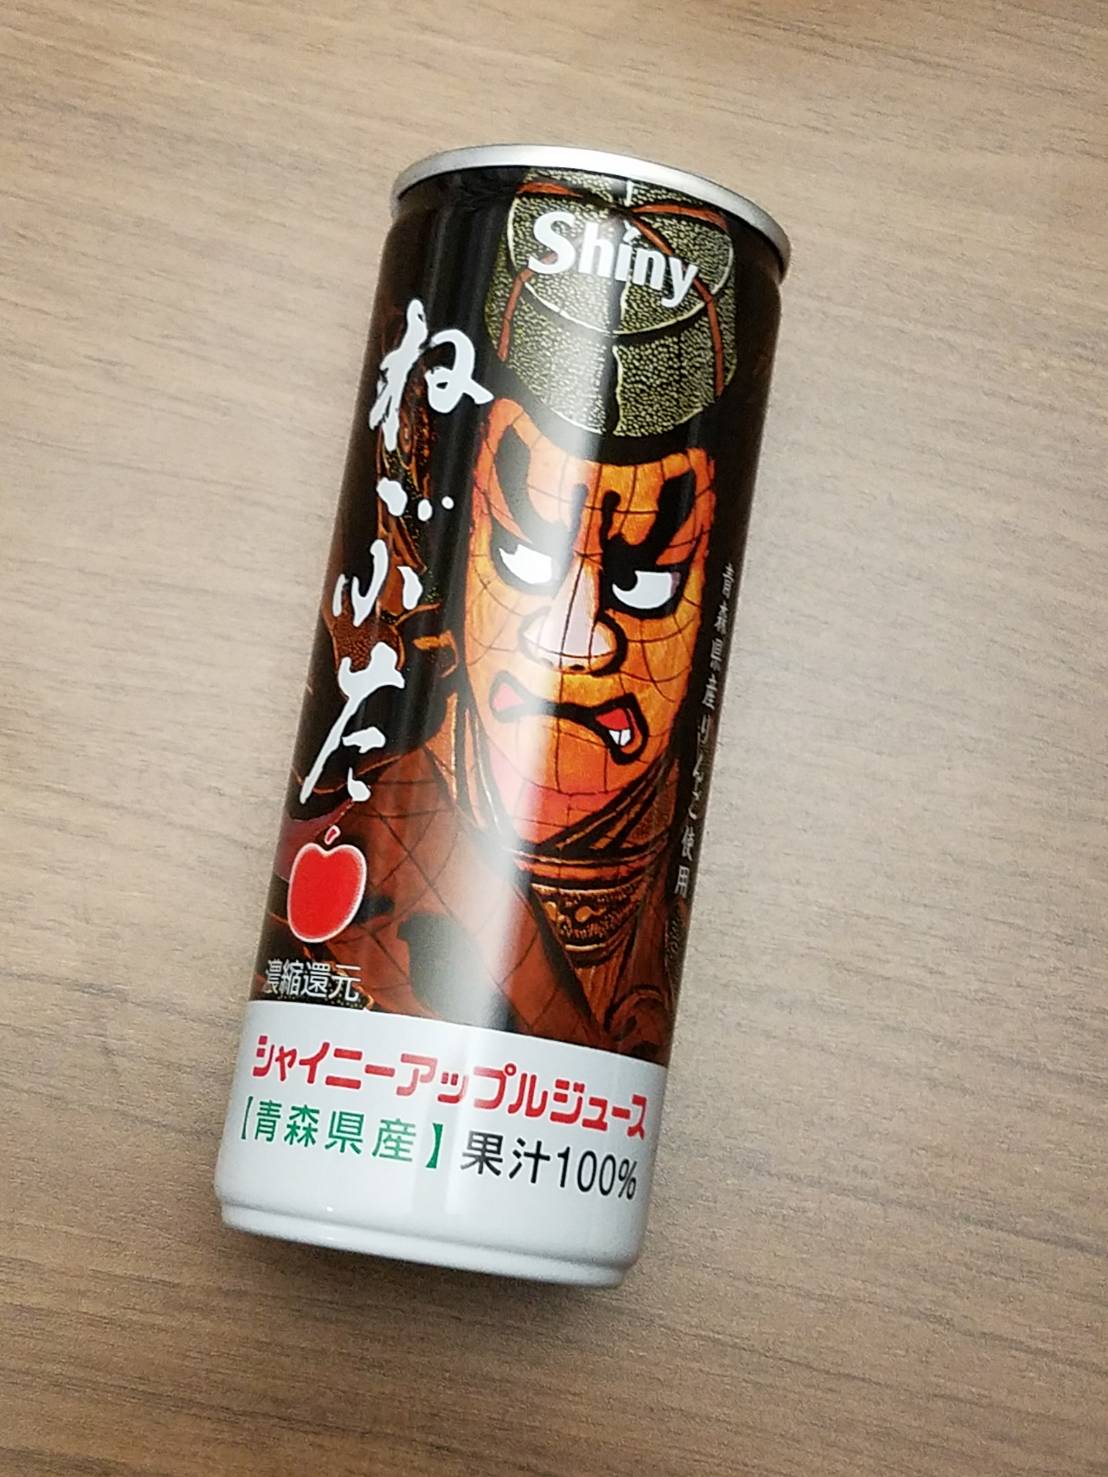 Shiny
ねぶた
青森県産りんご使用
濃縮還元
シャイニーアップルジュース
【青森県産】果汁100%